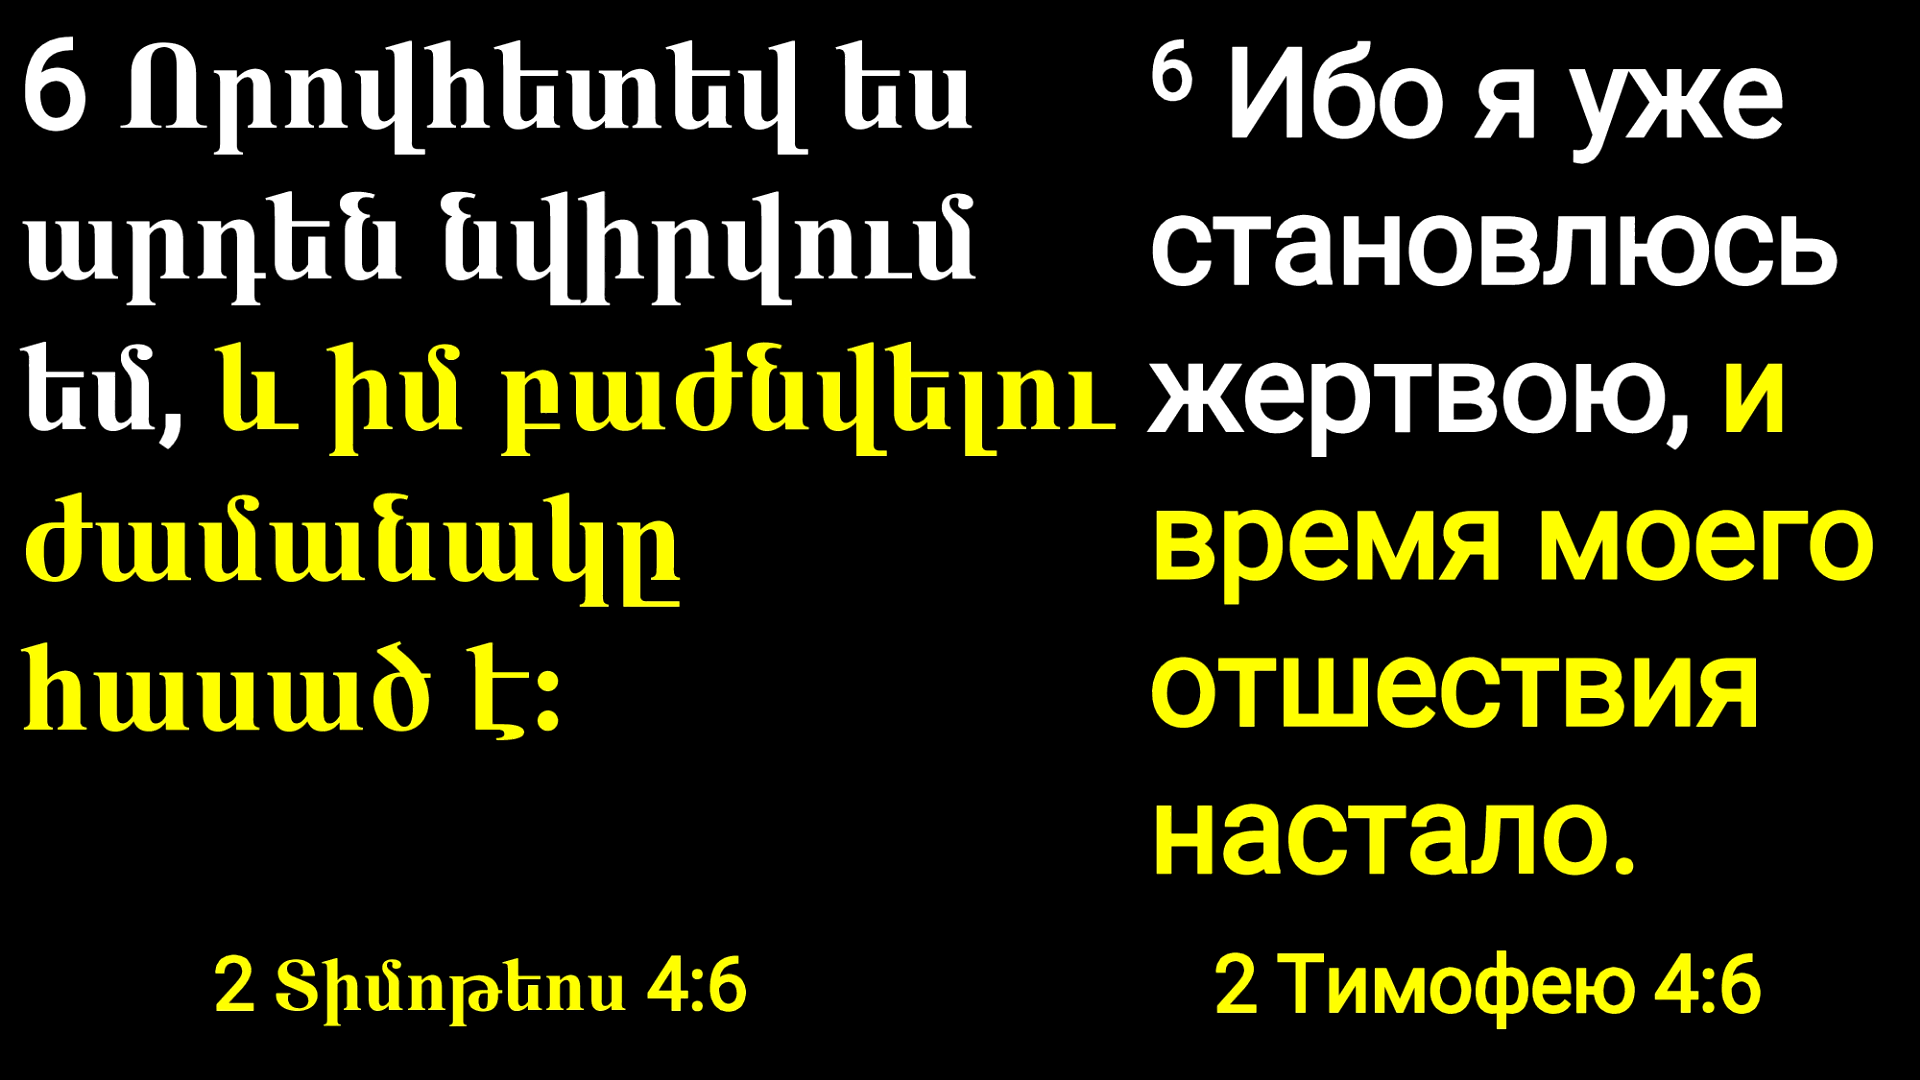 6 Որովհետեվ ես
արդեն նվիրվում
եմ, և իմ բաժնվելու
ժամանակը
հասած է:
2 Տիմոթեոս 4:6
6 Ибо я уже
становлюсь
жертвою, и
время моего
отшествия
настало.
2 Тимофею 4:6